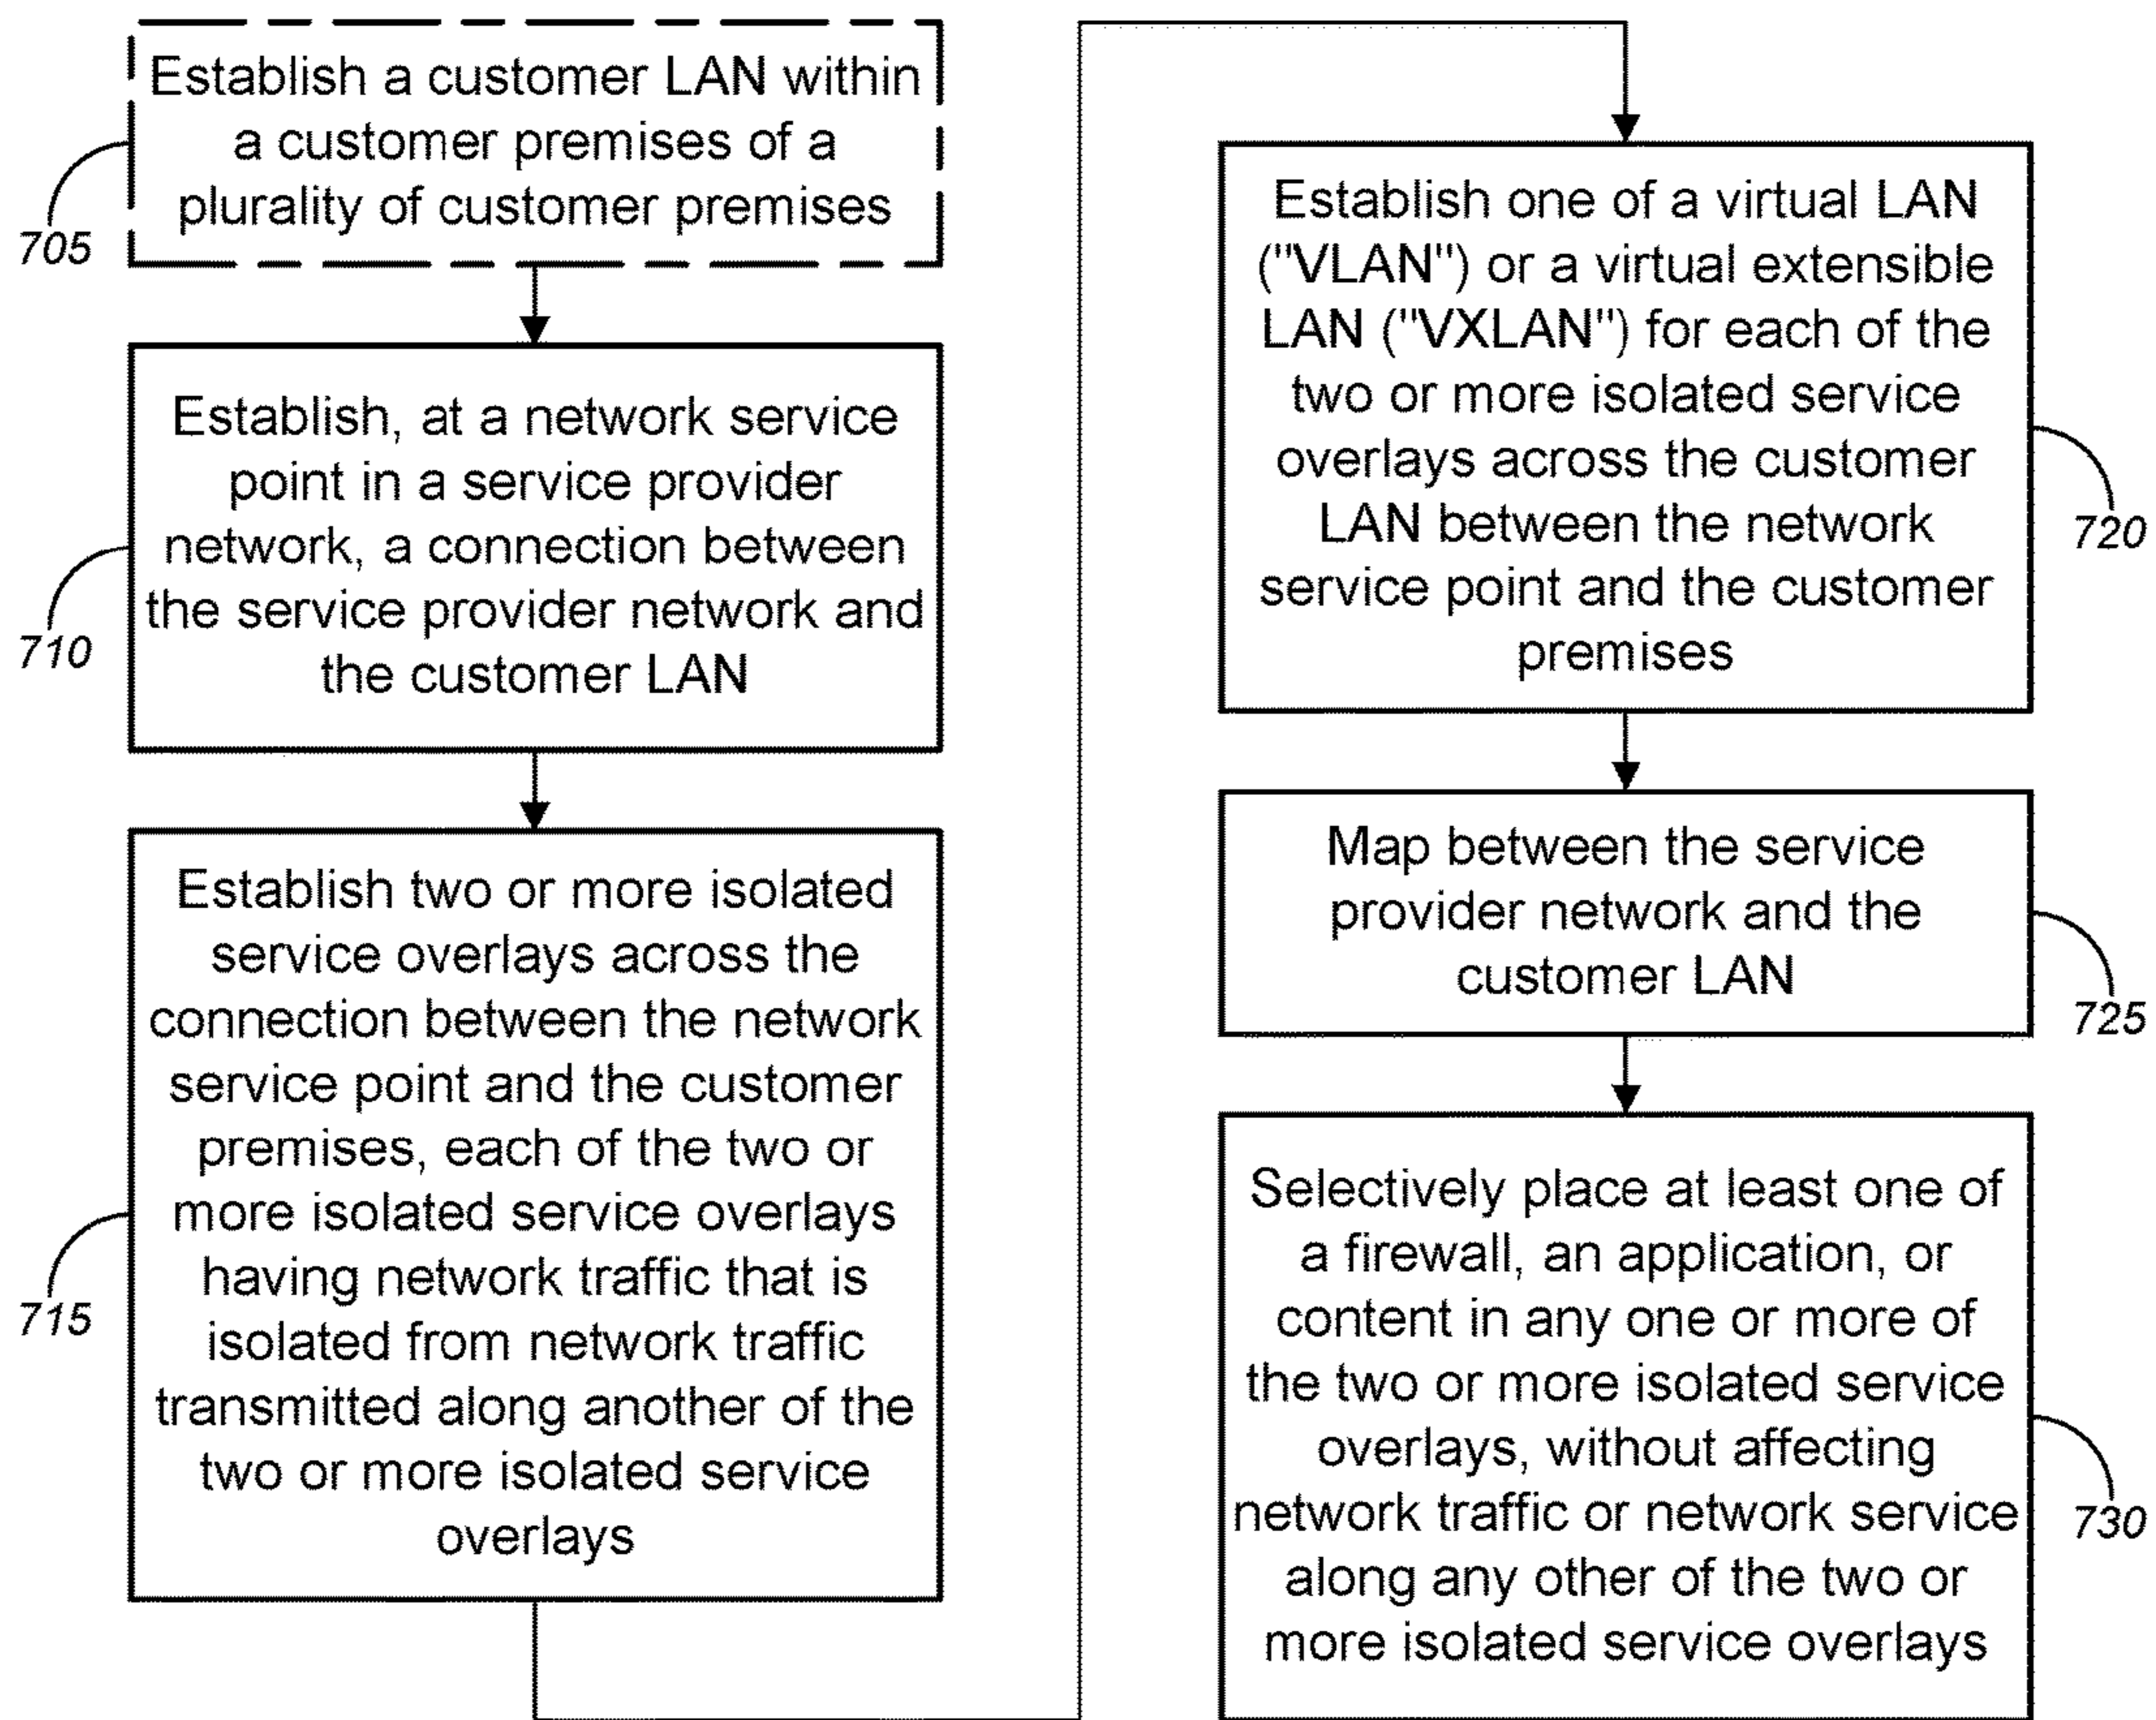 Establish a customer LAN within
a customer premises of a
plurality of customer premises
705
Establish, at a network service
point in a service provider
network, a connection between
the service provider network and
the customer LAN
710
Establish two or more isolated
service overlays across the
connection between the network
service point and the customer
premises, each of the two or
more isolated service overlays
having network traffic that is
isolated from network traffic
transmitted along another of the
two or more isolated service
overlays
715
Establish one of a virtual LAN
("VLAN") or a virtual extensible
LAN ("VXLAN") for each of the
two or more isolated service
overlays across the customer
LAN between the network
service point and the customer
premises
720
Map between the service
provider network and the
customer LAN
725
Selectively place at least one of
a firewall, an application, or
content in any one or more of
the two or more isolated service
overlays, without affecting
network traffic or network service
along any other of the two or
more isolated service overlays
730